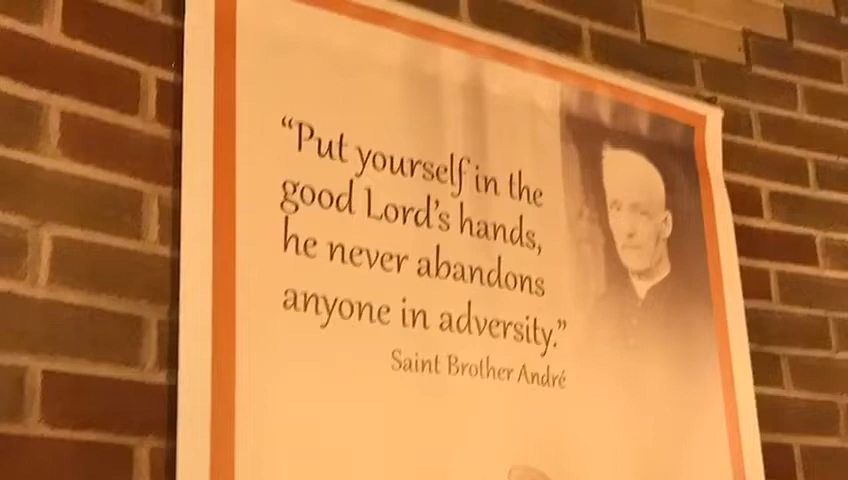 “Put yourself in the
good Lord's hands,
he never abandons
anyone in adversity.”
Saint Brother André